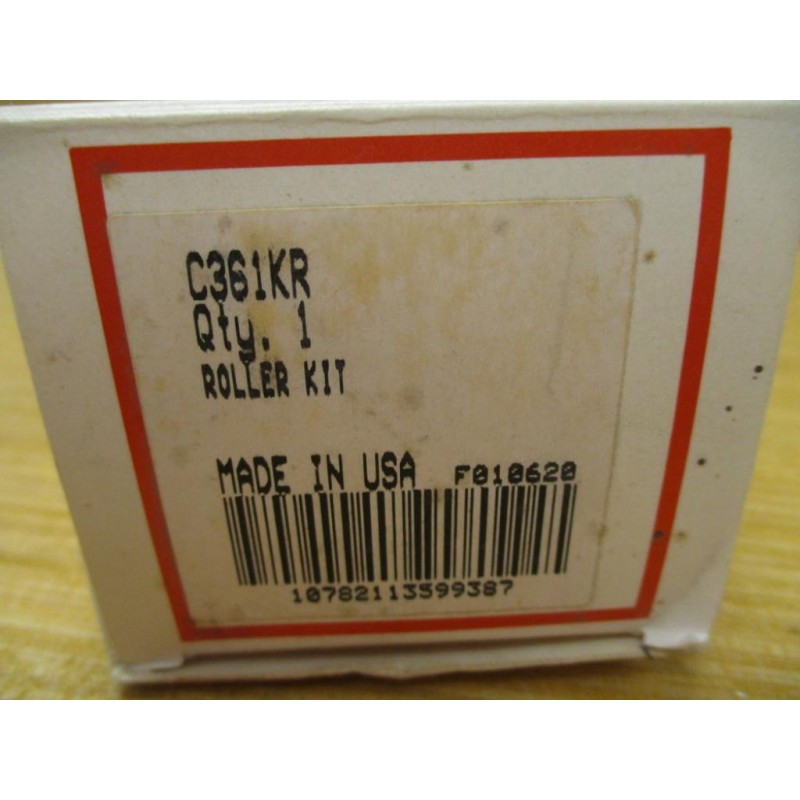 C361KR
Qty. 1
ROLLER KIT
MADE IN USA F010620
10782113599387